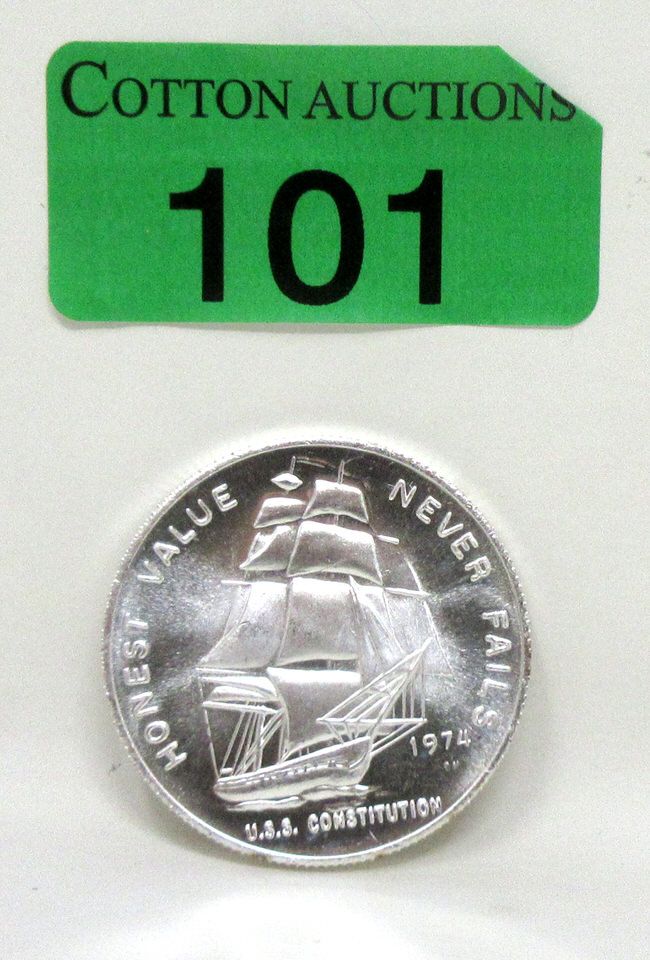 COTTON AUCTIONS
101
HONEST VALUE NEVER FAILS
1974
U.S.S. CONSTITUTION